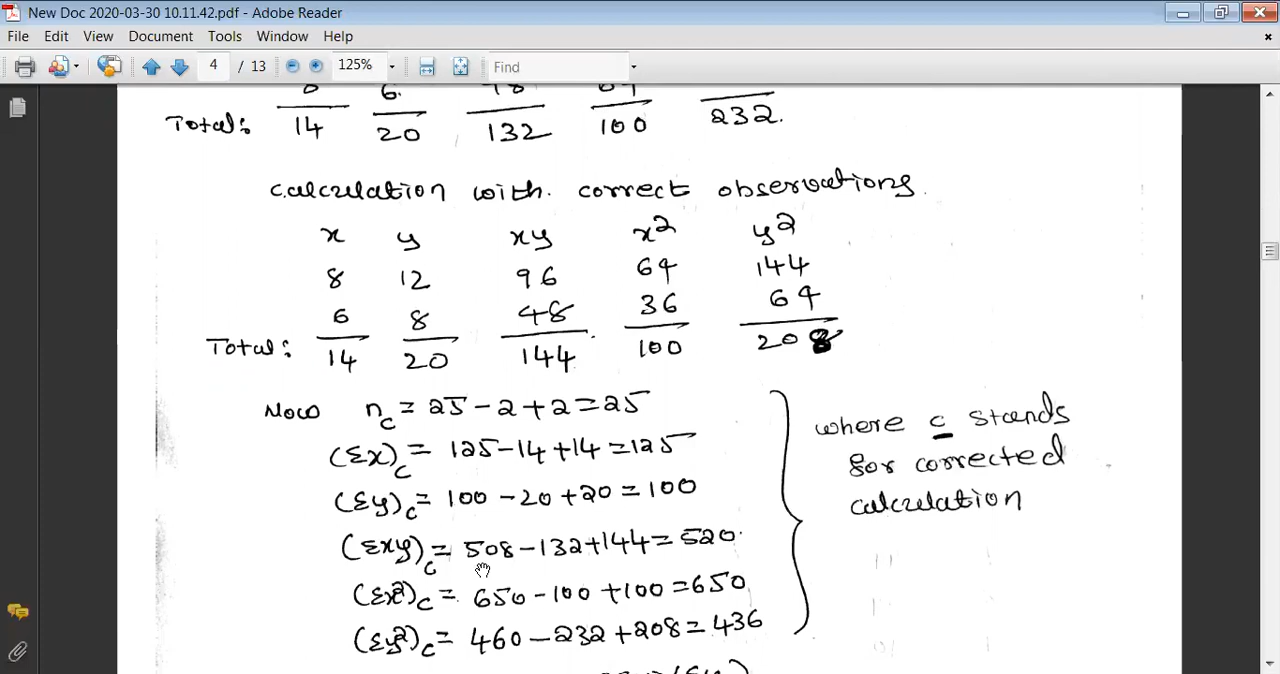 New Doc 2020-03-30 10.11.42.pdf - Adobe Reader
File Edit View Document Tools Window Help
4 / 13 125% Find
6.
Total: 14 20 132 100 232.
calculation with correct observations
x y xy x² y²
8 12 96 64 144
6 8 48 36 64
Total: 14 20 144 100 208
Now n_c = 25 - 2 + 2 = 25
(Σx)_c = 125 - 14 + 14 = 125
(Σy)_c = 100 - 20 + 20 = 100
(Σxy)_c = 508 - 132 + 144 = 520.
(Σx²)_c = 650 - 100 + 100 = 650
(Σy²)_c = 460 - 232 + 208 = 436
where c stands
for corrected
calculation